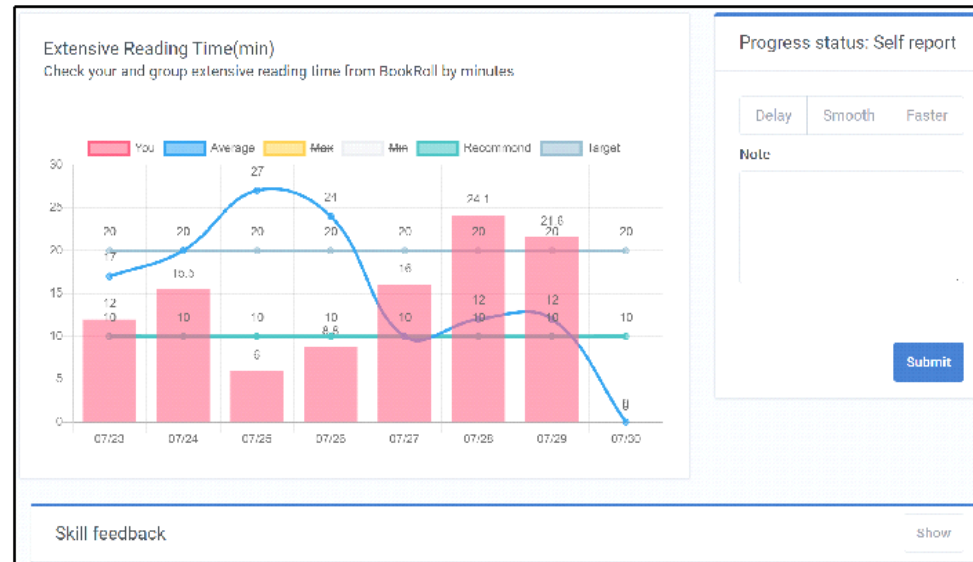 Extensive Reading Time(min)
Check your and group extensive reading time from BookRoll by minutes
You Average Max Min Recommond Target
30
25
20
15
10
5
0
27
24
24.1
21.6
20 20 20 20 20 20 20 20
17
15.5
16
12
12 12
10 10 10 10 10 10 10 10
8.8
6
0
07/23 07/24 07/25 07/26 07/27 07/28 07/29 07/30
Progress status: Self report
Delay Smooth Faster
Note
Submit
Skill feedback
Show